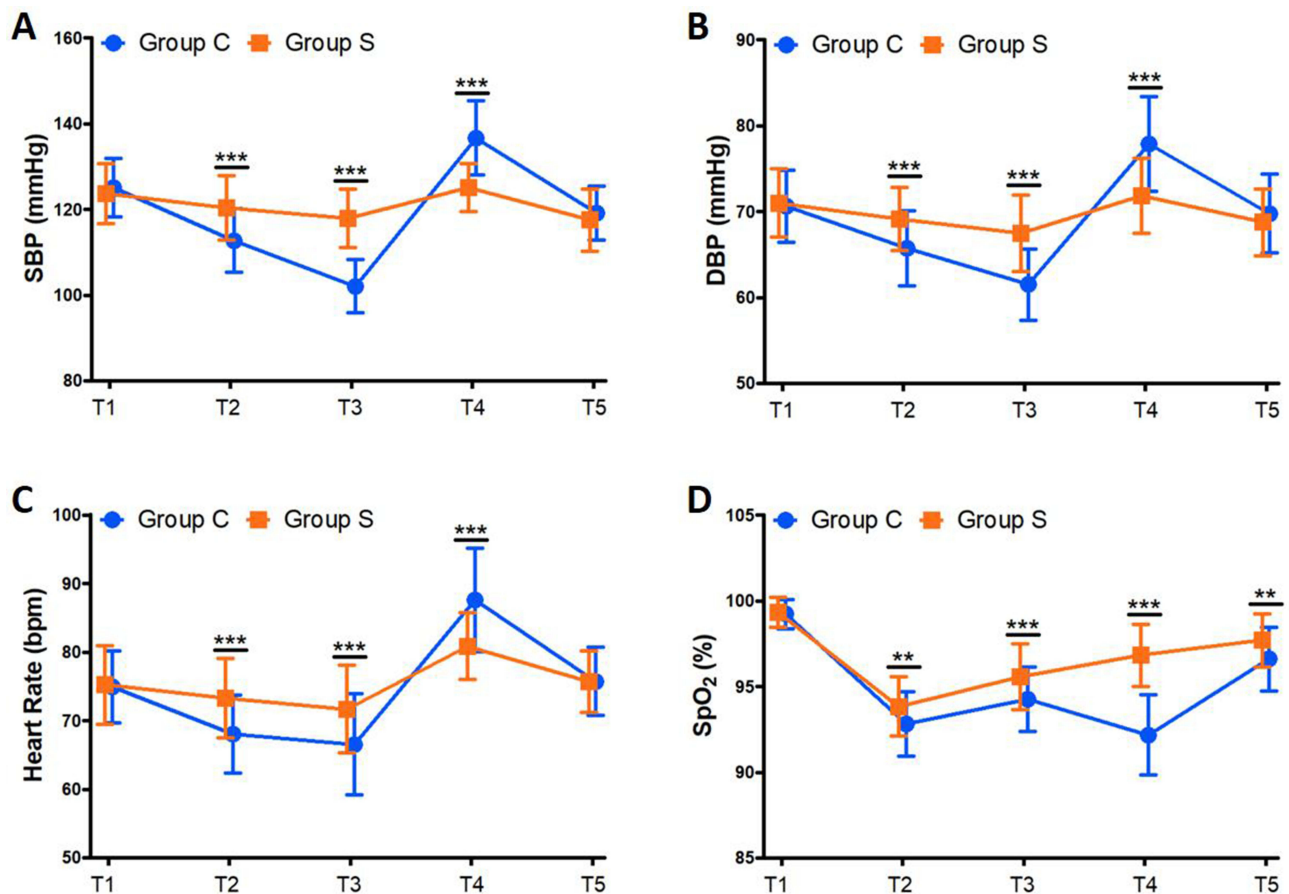 A
Group C Group S
SBP (mmHg)
160
140
120
100
80
***
***
***
T1 T2 T3 T4 T5
B
Group C Group S
DBP (mmHg)
90
80
70
60
50
***
***
***
T1 T2 T3 T4 T5
C
Group C Group S
Heart Rate (bpm)
100
90
80
70
60
50
***
***
***
T1 T2 T3 T4 T5
D
Group C Group S
SpO₂ (%)
105
100
95
90
85
**
***
***
**
T1 T2 T3 T4 T5